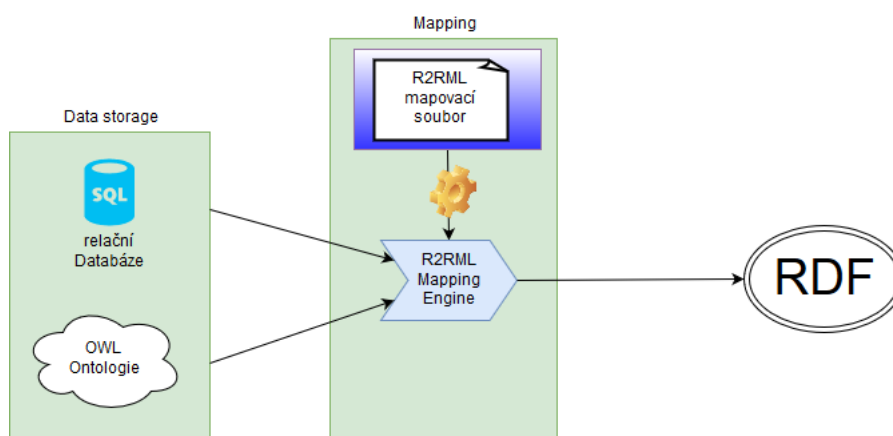 Mapping
R2RML
mapovací
soubor
Data storage
SQL
relační
Databáze
R2RML
Mapping
Engine
RDF
OWL
Ontologie